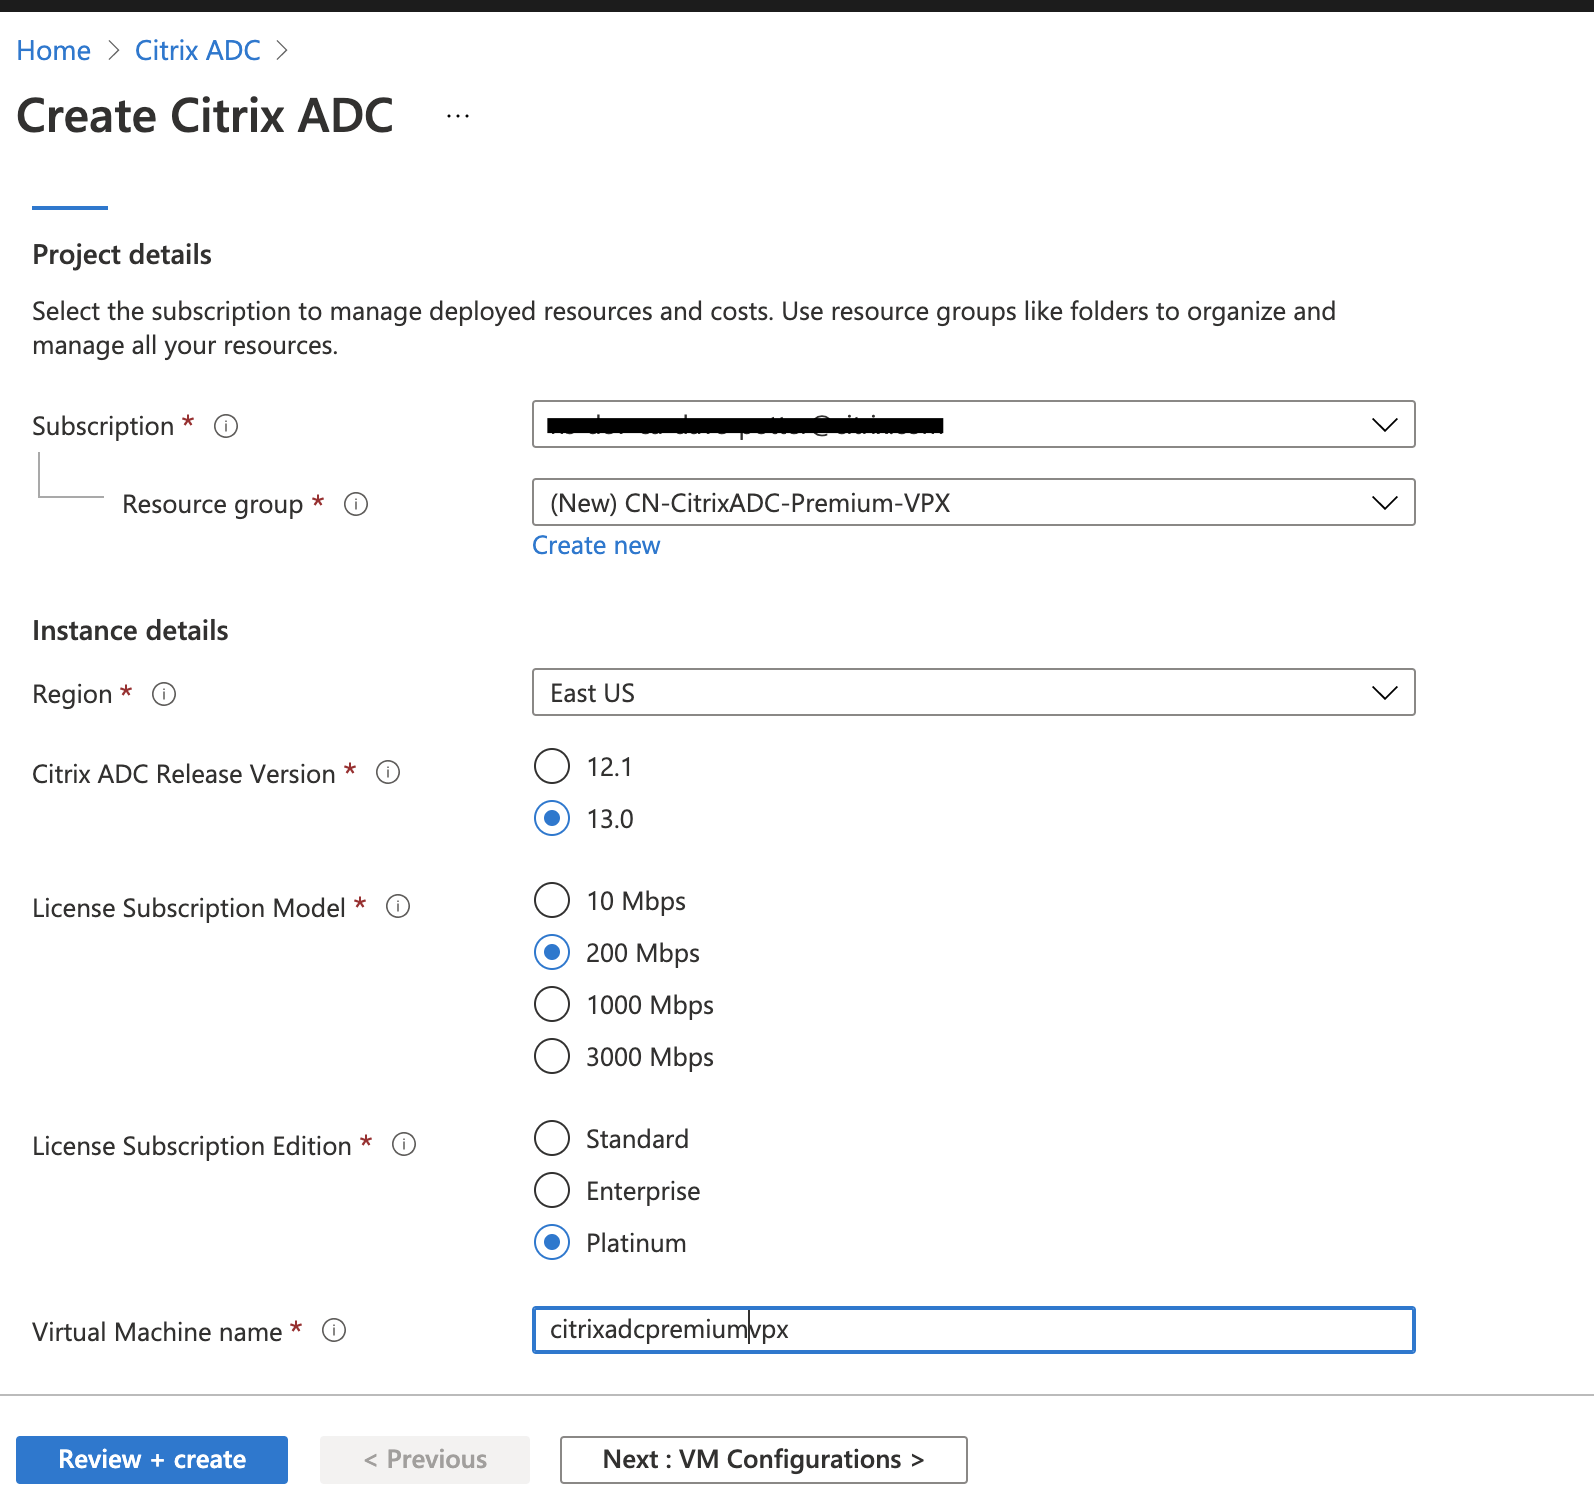 Home > Citrix ADC >
Create Citrix ADC ...
Project details
Select the subscription to manage deployed resources and costs. Use resource groups like folders to organize and
manage all your resources.
Subscription *
Resource group * (New) CN-CitrixADC-Premium-VPX
Create new
Instance details
Region * East US
Citrix ADC Release Version * 12.1
13.0
License Subscription Model * 10 Mbps
200 Mbps
1000 Mbps
3000 Mbps
License Subscription Edition * Standard
Enterprise
Platinum
Virtual Machine name * citrixadcpremiumvpx
Review + create < Previous Next : VM Configurations >